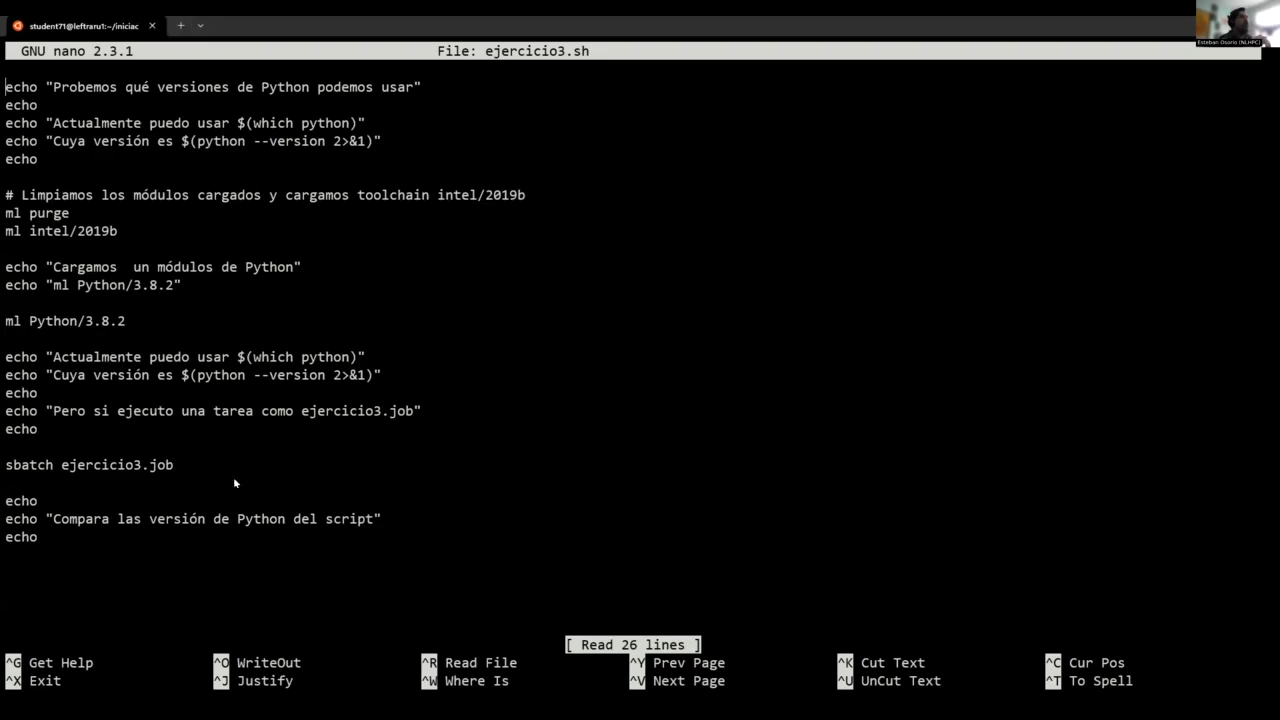 student71@leftraru1:~/iniciac
GNU nano 2.3.1 File: ejercicio3.sh
echo "Probemos qué versiones de Python podemos usar"
echo
echo "Actualmente puedo usar $(which python)"
echo "Cuya versión es $(python --version 2>&1)"
echo
# Limpiamos los módulos cargados y cargamos toolchain intel/2019b
ml purge
ml intel/2019b
echo "Cargamos  un módulos de Python"
echo "ml Python/3.8.2"
ml Python/3.8.2
echo "Actualmente puedo usar $(which python)"
echo "Cuya versión es $(python --version 2>&1)"
echo
echo "Pero si ejecuto una tarea como ejercicio3.job"
echo
sbatch ejercicio3.job
echo
echo "Compara las versión de Python del script"
echo
[ Read 26 lines ]
^G Get Help ^O WriteOut ^R Read File ^Y Prev Page ^K Cut Text ^C Cur Pos
^X Exit ^J Justify ^W Where Is ^V Next Page ^U UnCut Text ^T To Spell
Esteban Osorio (NLHPC)